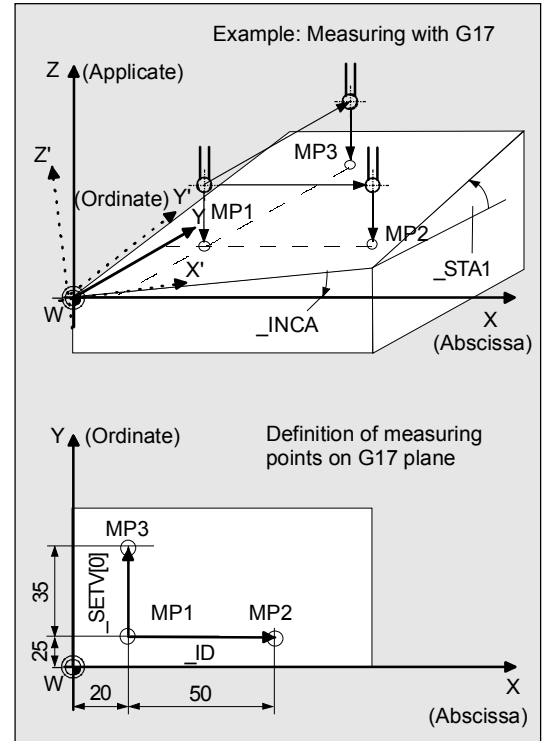 Example: Measuring with G17
Z (Applicate)
Z'
MP3
(Ordinate) Y'
Y MP1
MP2
X'
_STA1
W
_INCA
X
(Abscissa)
Y (Ordinate)
Definition of measuring
points on G17 plane
MP3
35
_SETV[0]
MP1 MP2
25
_ID
W
20 50
X
(Abscissa)